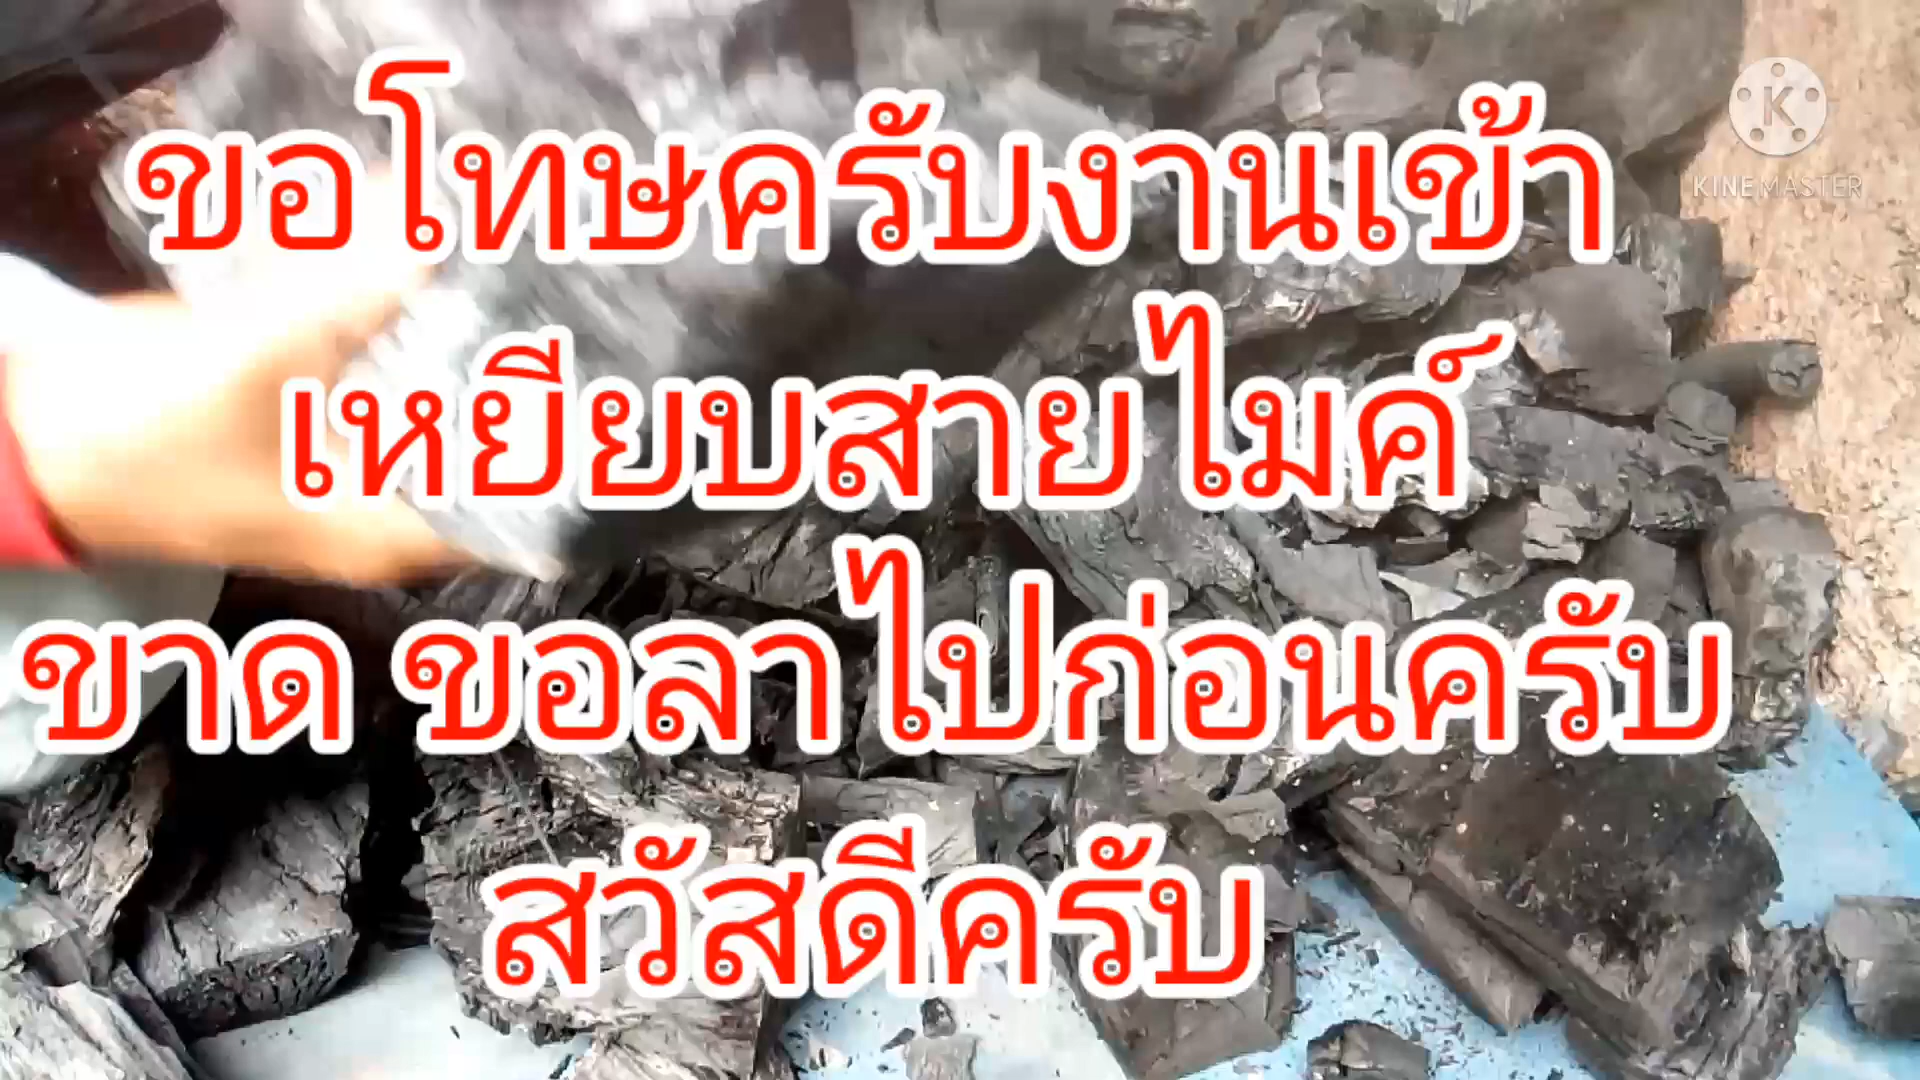 ขอโทษครับงานเข้า
เหยียบสายไมค์
ขาด ขอลาไปก่อนครับ
สวัสดีครับ
K
KINEMASTER